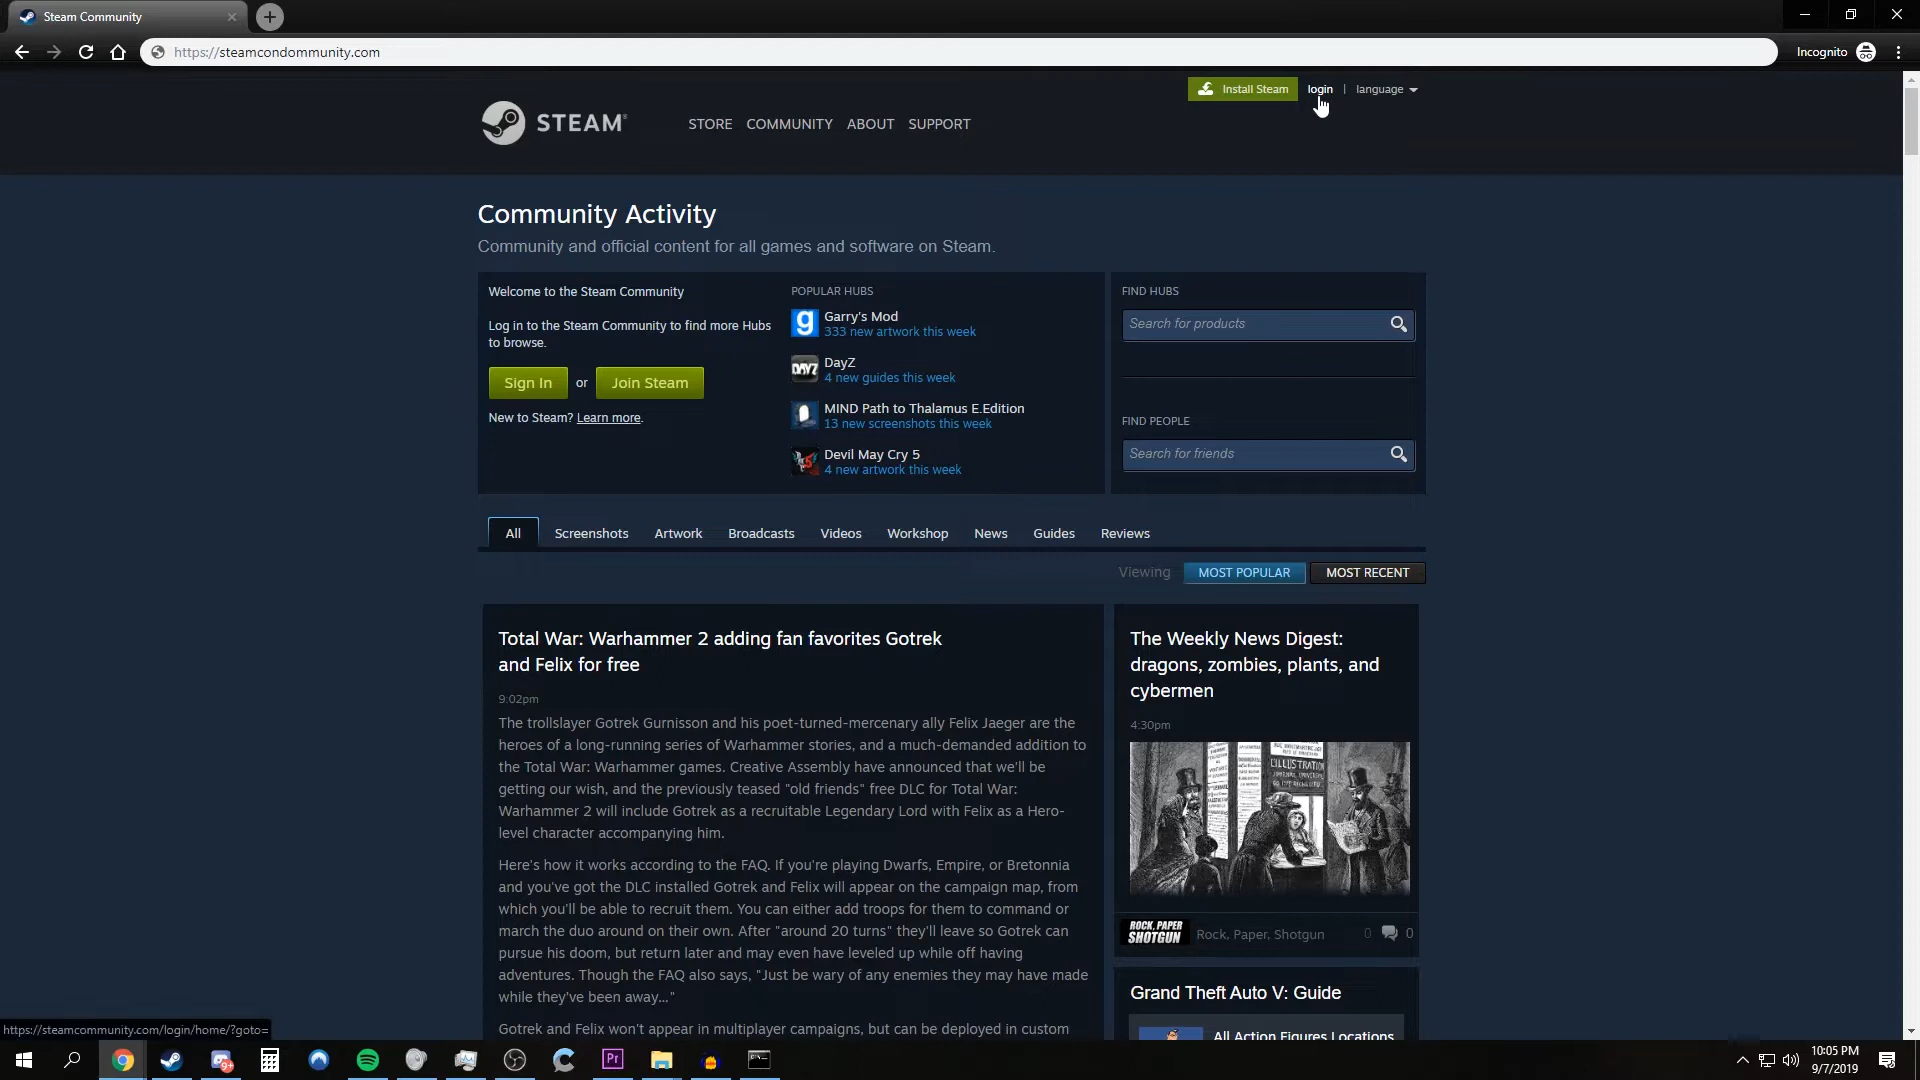 Steam Community
https://steamcondommunity.com
Incognito
Install Steam
login
language
STEAM®
STORE
COMMUNITY
ABOUT
SUPPORT
Community Activity
Community and official content for all games and software on Steam.
Welcome to the Steam Community
Log in to the Steam Community to find more Hubs
to browse.
Sign In or Join Steam
New to Steam? Learn more.
POPULAR HUBS
Garry's Mod
333 new artwork this week
DAYZ
DayZ
4 new guides this week
MIND Path to Thalamus E.Edition
13 new screenshots this week
Devil May Cry 5
4 new artwork this week
FIND HUBS
Search for products
FIND PEOPLE
Search for friends
All
Screenshots
Artwork
Broadcasts
Videos
Workshop
News
Guides
Reviews
Viewing
MOST POPULAR
MOST RECENT
Total War: Warhammer 2 adding fan favorites Gotrek
and Felix for free
9:02pm
The trollslayer Gotrek Gurnisson and his poet-turned-mercenary ally Felix Jaeger are the
heroes of a long-running series of Warhammer stories, and a much-demanded addition to
the Total War: Warhammer games. Creative Assembly have announced that we'll be
getting our wish, and the previously teased "old friends" free DLC for Total War:
Warhammer 2 will include Gotrek as a recruitable Legendary Lord with Felix as a Hero-
level character accompanying him.
Here's how it works according to the FAQ. If you're playing Dwarfs, Empire, or Bretonnia
and you've got the DLC installed Gotrek and Felix will appear on the campaign map, from
which you'll be able to recruit them. You can either add troops for them to command or
march the duo around on their own. After "around 20 turns" they'll leave so Gotrek can
pursue his doom, but return later and may even have leveled up while off having
adventures. Though the FAQ also says, "Just be wary of any enemies they may have made
while they've been away..."
Gotrek and Felix won't appear in multiplayer campaigns, but can be deployed in custom
The Weekly News Digest:
dragons, zombies, plants, and
cybermen
4:30pm
L'ILLUSTRATION
ROCK, PAPER
SHOTGUN
Rock, Paper, Shotgun
0
0
Grand Theft Auto V: Guide
All Action Figures Locations
https://steamcommunity.com/login/home/?goto=
9+
Pr
10:05 PM
9/7/2019